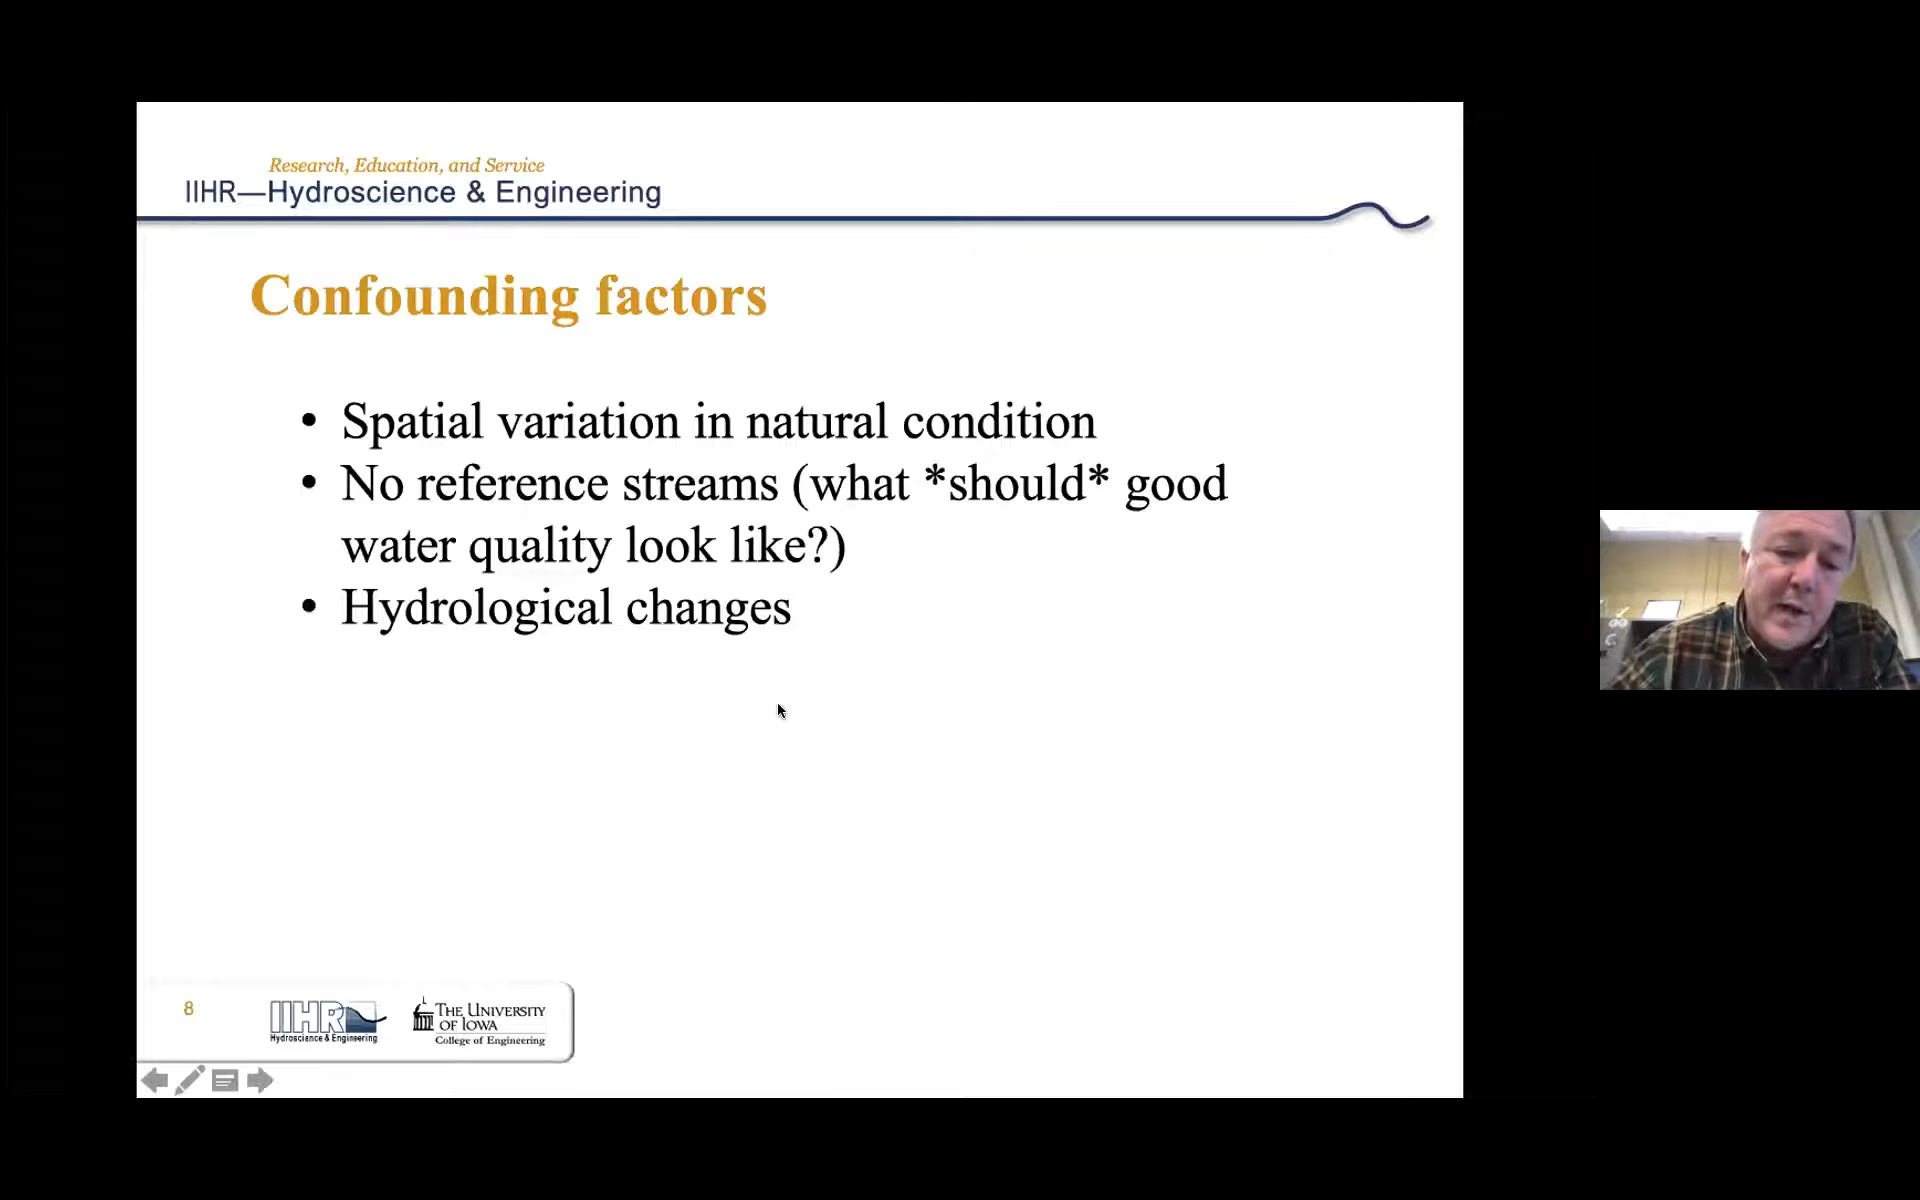 Research, Education, and Service
IIHR—Hydroscience & Engineering
Confounding factors
• Spatial variation in natural condition
• No reference streams (what *should* good
water quality look like?)
• Hydrological changes
8
IIHR
Hydroscience & Engineering
THE UNIVERSITY
OF IOWA
College of Engineering